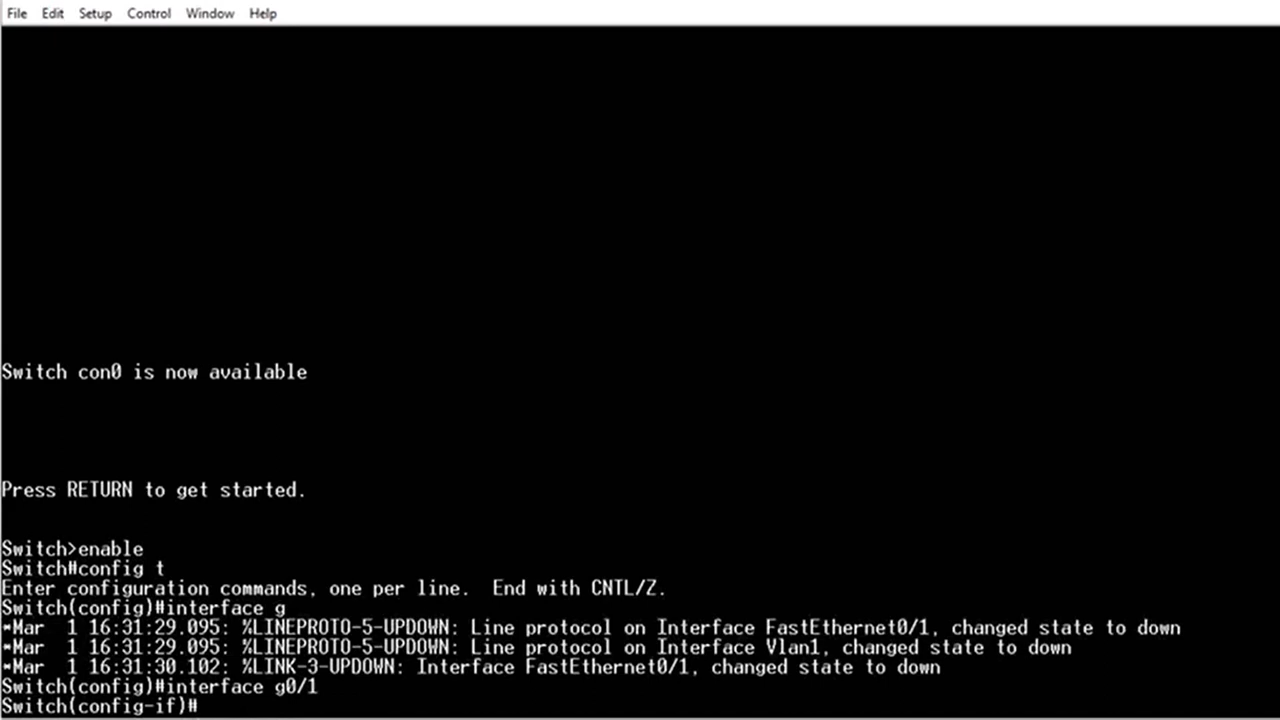 File Edit Setup Control Window Help
Switch con0 is now available
Press RETURN to get started.
Switch>enable
Switch#config t
Enter configuration commands, one per line.  End with CNTL/Z.
Switch(config)#interface g
*Mar  1 16:31:29.095: %LINEPROTO-5-UPDOWN: Line protocol on Interface FastEthernet0/1, changed state to down
*Mar  1 16:31:29.095: %LINEPROTO-5-UPDOWN: Line protocol on Interface Vlan1, changed state to down
*Mar  1 16:31:30.102: %LINK-3-UPDOWN: Interface FastEthernet0/1, changed state to down
Switch(config)#interface g0/1
Switch(config-if)#